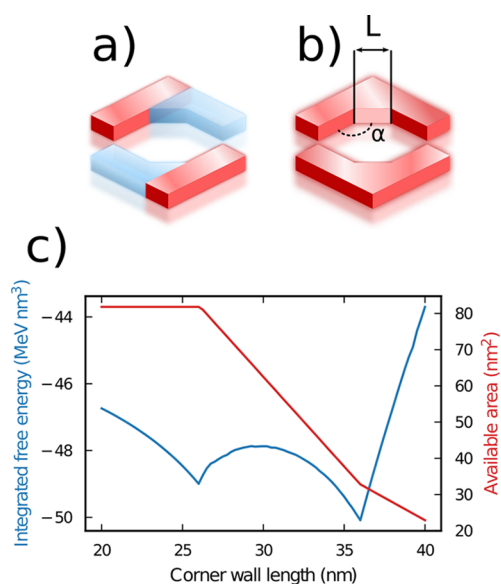 a)
b)
L
α
c)
Integrated free energy (MeV nm³)
−44
−46
−48
−50
80
70
60
50
40
30
20
Available area (nm²)
20
25
30
35
40
Corner wall length (nm)